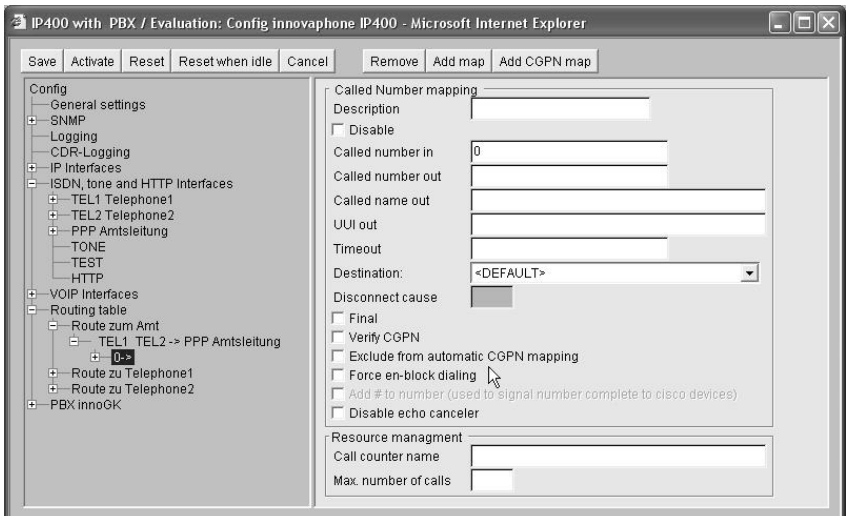 IP400 with PBX / Evaluation: Config innovaphone IP400 - Microsoft Internet Explorer
Save Activate Reset Reset when idle Cancel Remove Add map Add CGPN map
Config
General settings
SNMP
Logging
CDR-Logging
IP Interfaces
ISDN, tone and HTTP Interfaces
TEL1 Telephone1
TEL2 Telephone2
PPP Amtsleitung
TONE
TEST
HTTP
VOIP Interfaces
Routing table
Route zum Amt
TEL1 TEL2 -> PPP Amtsleitung
0->
Route zu Telephone1
Route zu Telephone2
PBX innoGK
Called Number mapping
Description
Disable
Called number in 0
Called number out
Called name out
UUI out
Timeout
Destination: <DEFAULT>
Disconnect cause
Final
Verify CGPN
Exclude from automatic CGPN mapping
Force en-block dialing
Add # to number (used to signal number complete to cisco devices)
Disable echo canceler
Resource managment
Call counter name
Max. number of calls